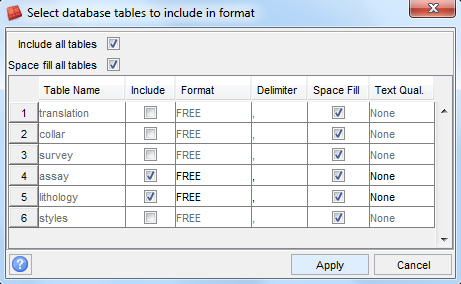 Select database tables to include in format
Include all tables
Space fill all tables
Table Name Include Format Delimiter Space Fill Text Qual.
1 translation FREE , None
2 collar FREE , None
3 survey FREE , None
4 assay FREE , None
5 lithology FREE , None
6 styles FREE , None
? Apply Cancel